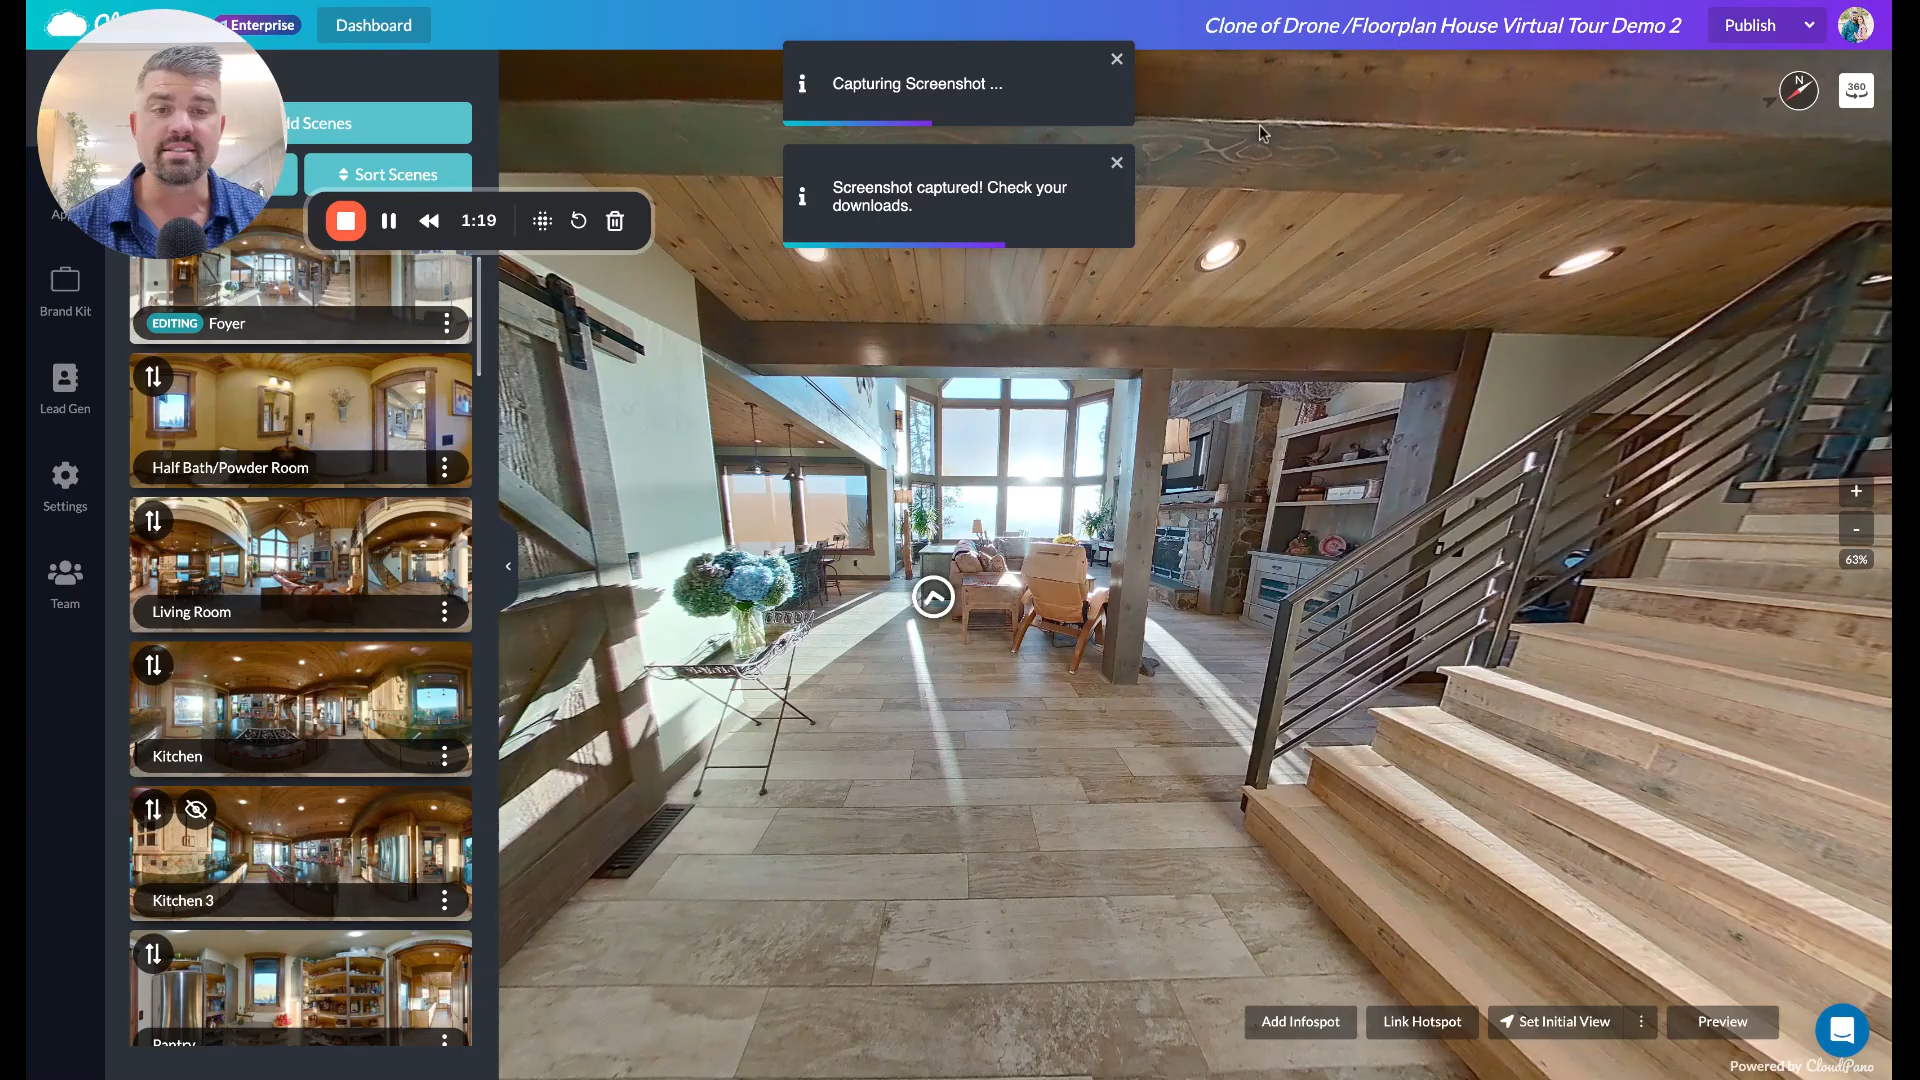 Enterprise
Dashboard
Clone of Drone /Floorplan House Virtual Tour Demo 2
Publish
Capturing Screenshot ...
Screenshot captured! Check your
downloads.
N
360
Scenes
Sort Scenes
1:19
Brand Kit
Lead Gen
Settings
Team
EDITING Foyer
Half Bath/Powder Room
Living Room
Kitchen
Kitchen 3
Pantry
+
-
63%
Add Infospot
Link Hotspot
Set Initial View
Preview
Powered by CloudPano